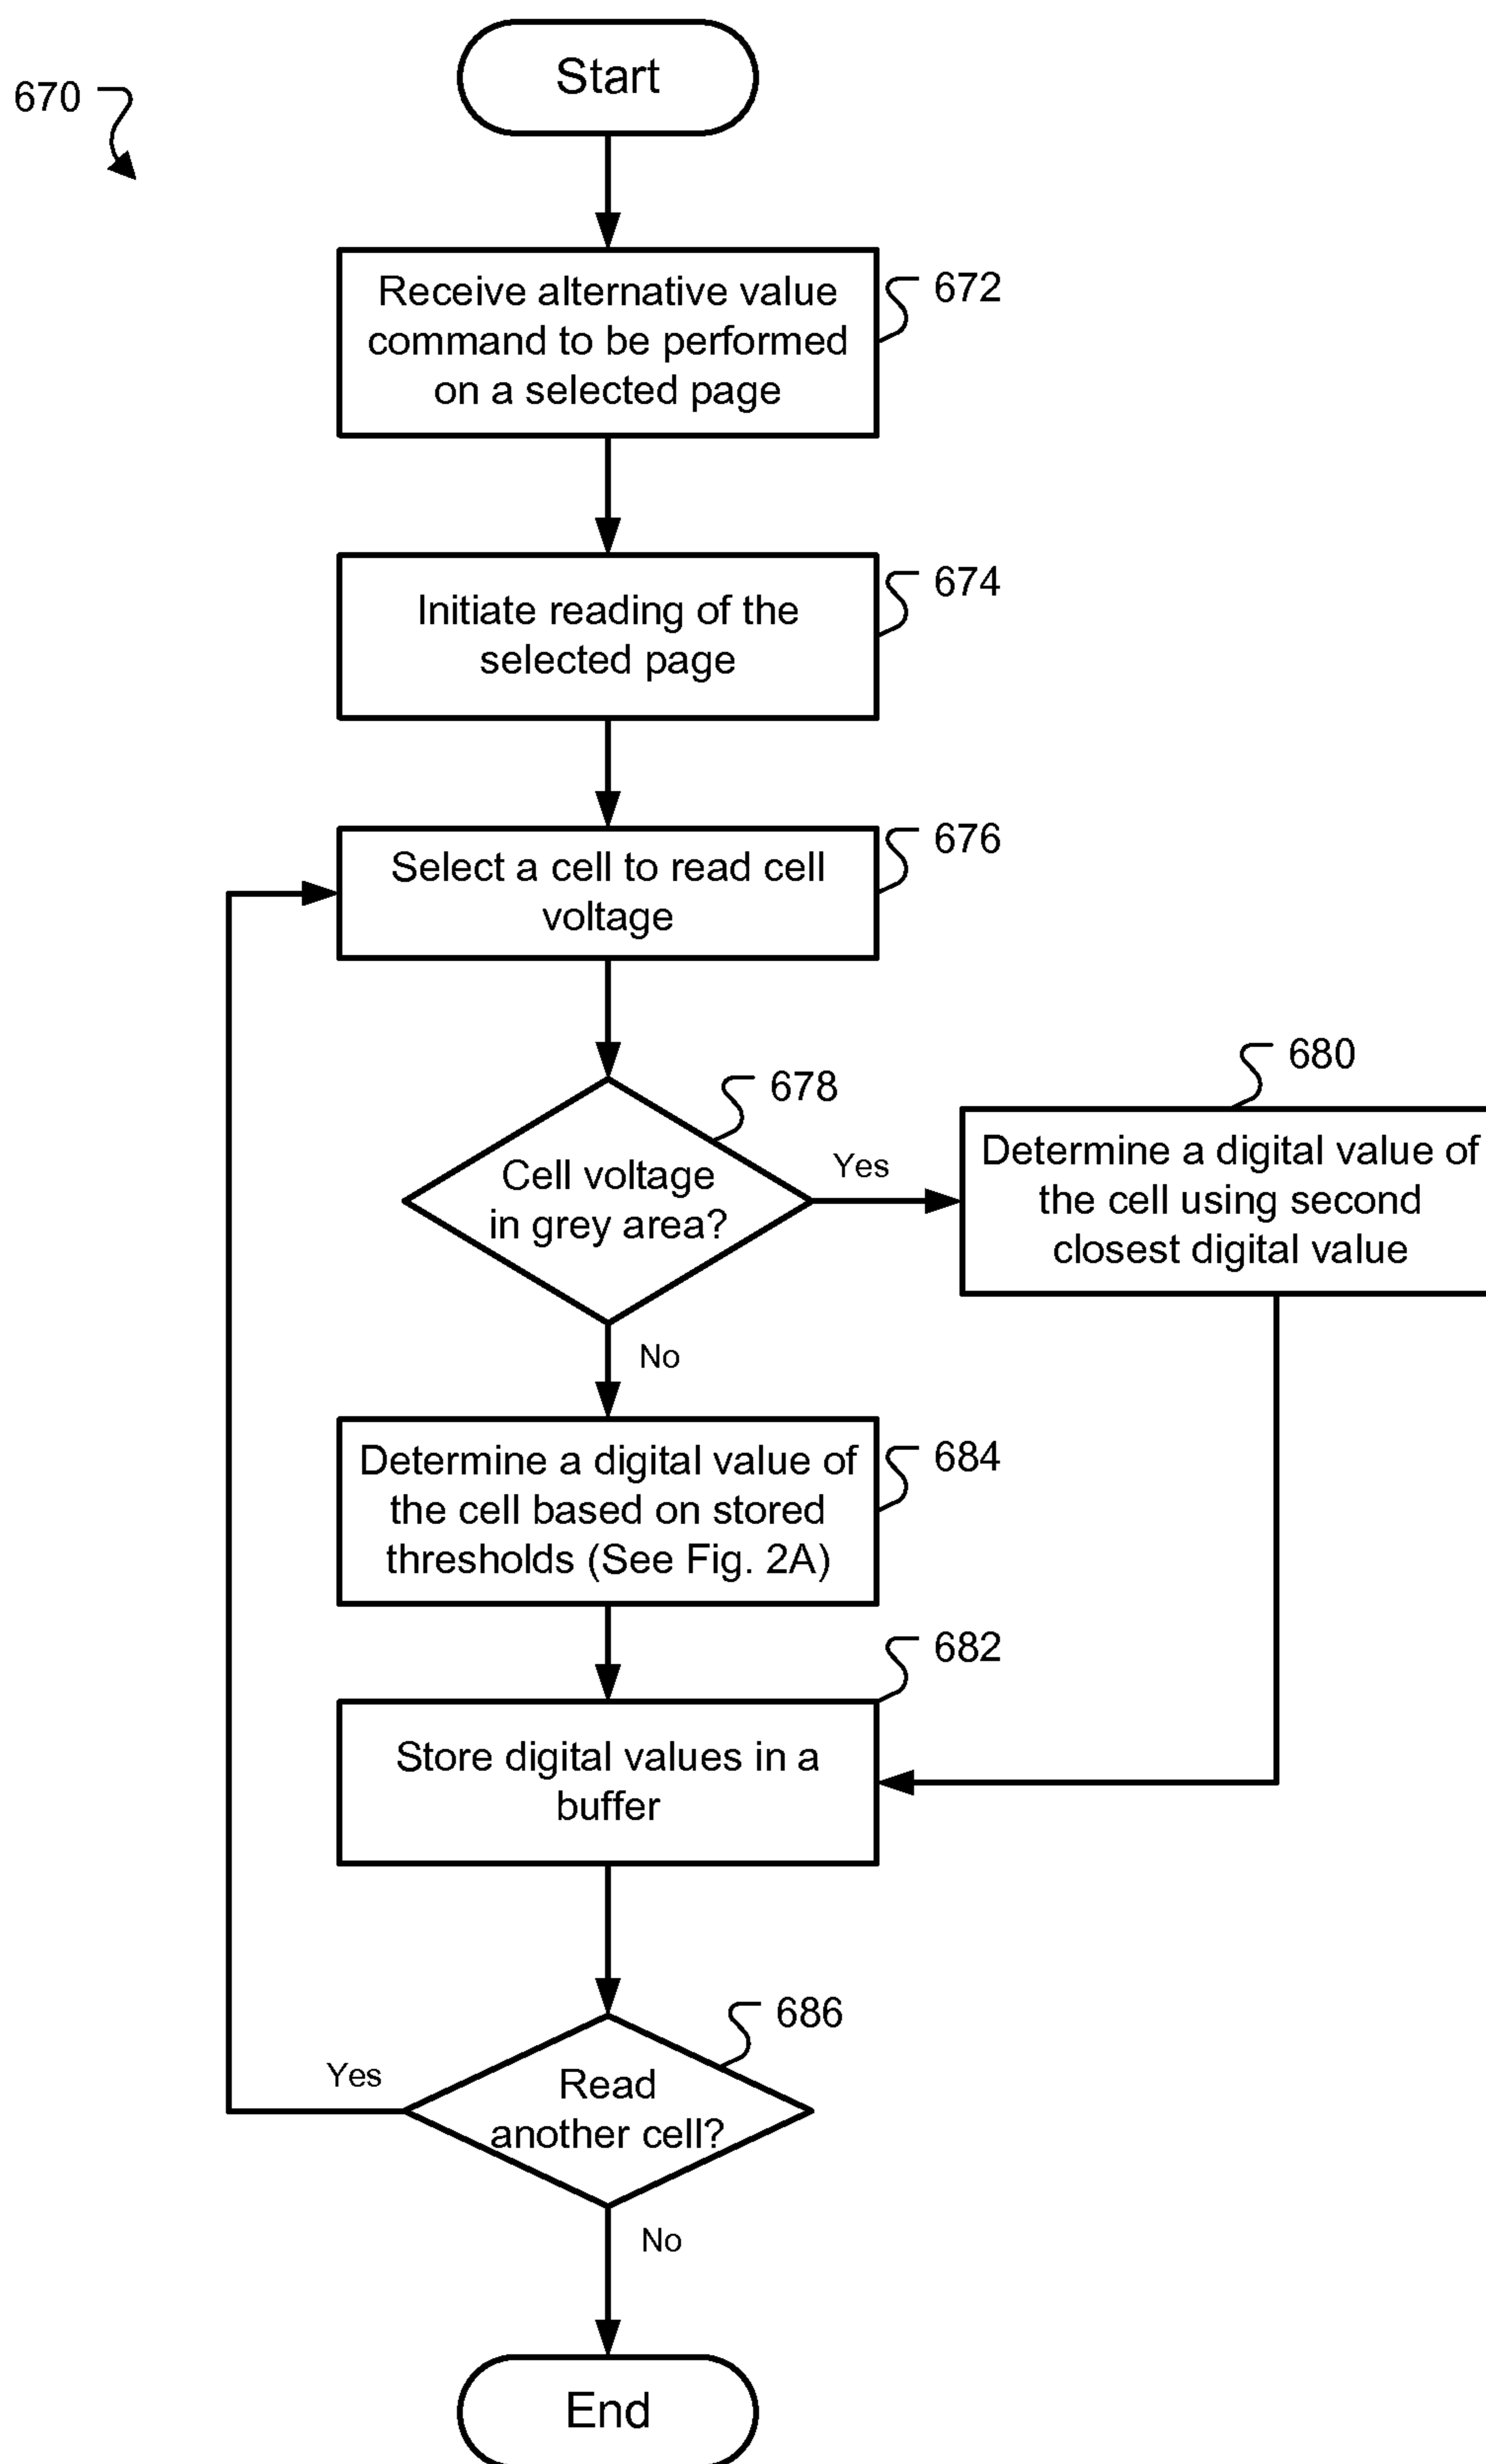 Start
670
Receive alternative value
command to be performed
on a selected page
672
Initiate reading of the
selected page
674
Select a cell to read cell
voltage
676
Cell voltage
in grey area?
678
Yes
Determine a digital value of
the cell using second
closest digital value
680
No
Determine a digital value of
the cell based on stored
thresholds (See Fig. 2A)
684
Store digital values in a
buffer
682
Read
another cell?
686
Yes
No
End